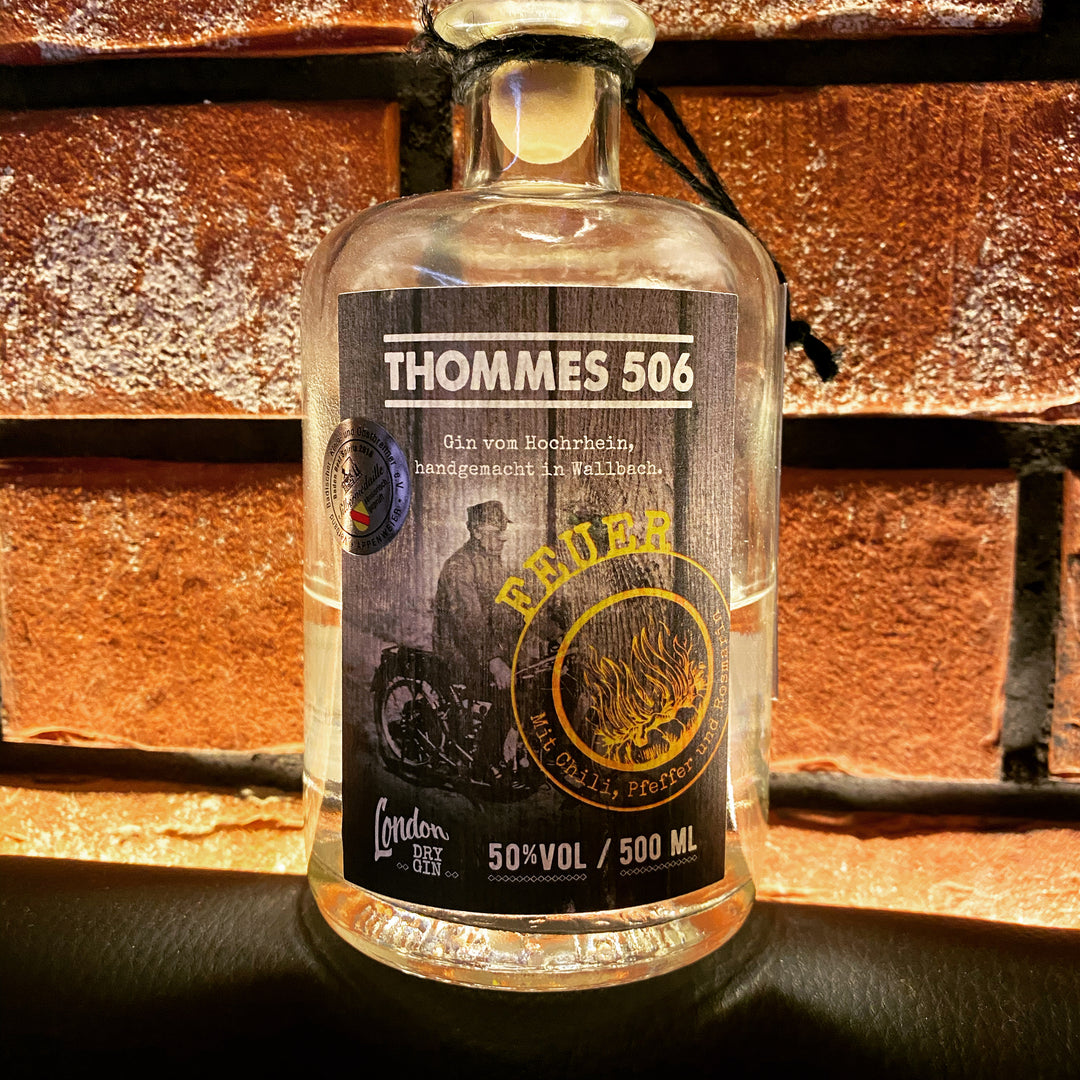 THOMMES 506
Gin vom Hochrhein,
handgemacht in Wallbach.
FEUER
Mit Chili, Pfeffer und Rosmarin
London
DRY
GIN
50%VOL / 500 ML